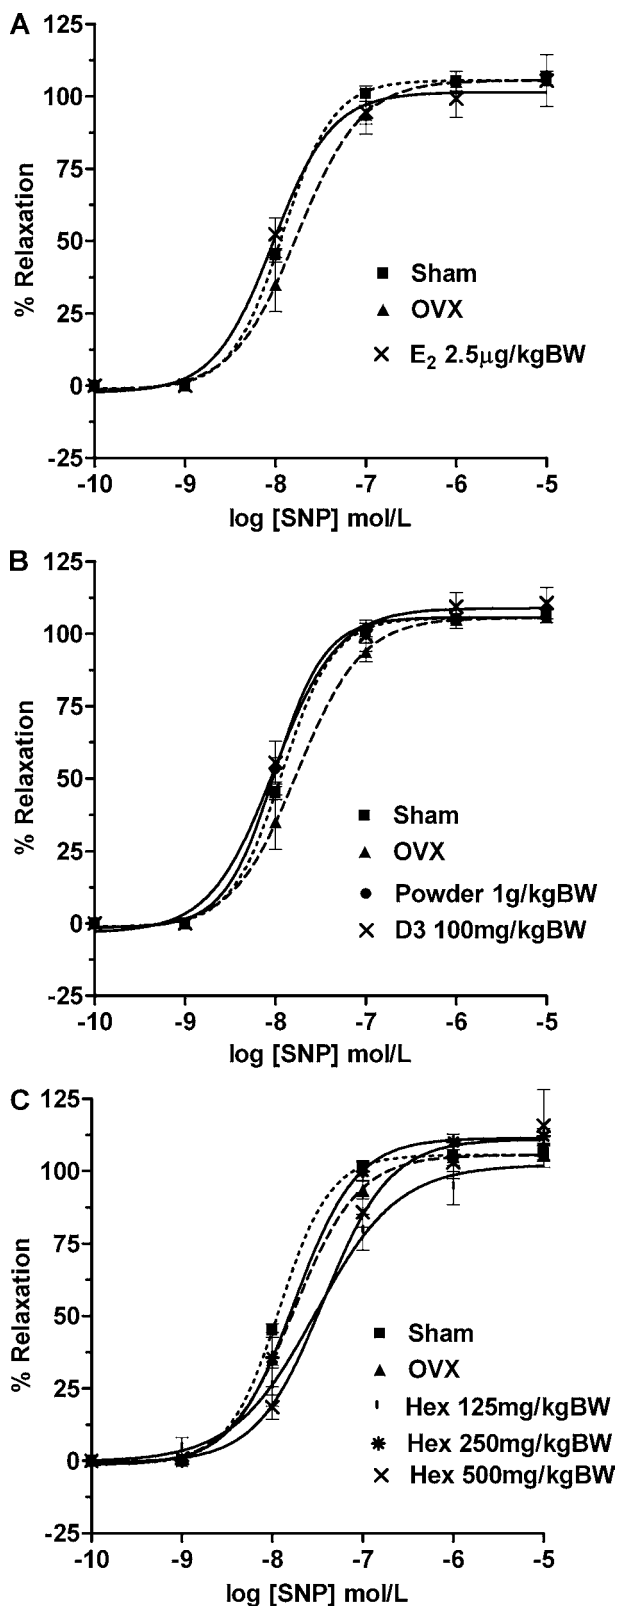 A
125
100
75
50
25
0
-25
% Relaxation
Sham
OVX
E₂ 2.5μg/kgBW
-10 -9 -8 -7 -6 -5
log [SNP] mol/L
B
125
100
75
50
25
0
-25
% Relaxation
Sham
OVX
Powder 1g/kgBW
D3 100mg/kgBW
-10 -9 -8 -7 -6 -5
log [SNP] mol/L
C
125
100
75
50
25
0
-25
% Relaxation
Sham
OVX
Hex 125mg/kgBW
Hex 250mg/kgBW
Hex 500mg/kgBW
-10 -9 -8 -7 -6 -5
log [SNP] mol/L